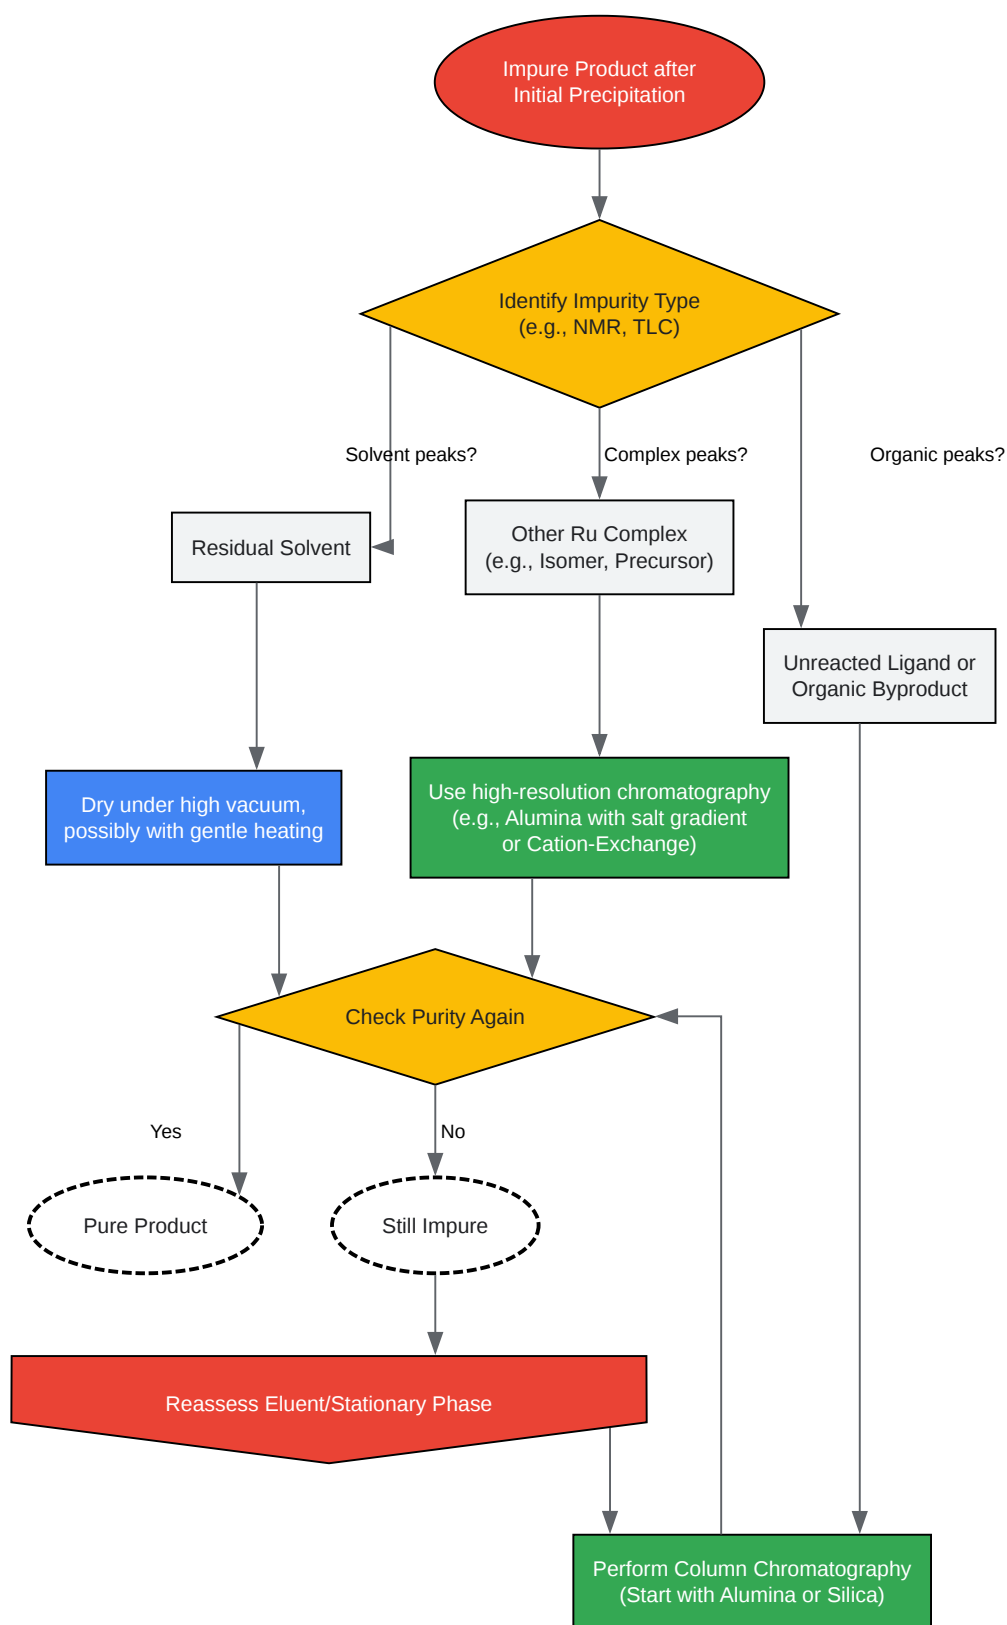 Impure Product after
Initial Precipitation
Identify Impurity Type
(e.g., NMR, TLC)
Solvent peaks?
Complex peaks?
Organic peaks?
Residual Solvent
Other Ru Complex
(e.g., Isomer, Precursor)
Unreacted Ligand or
Organic Byproduct
Dry under high vacuum,
possibly with gentle heating
Use high-resolution chromatography
(e.g., Alumina with salt gradient
or Cation-Exchange)
Check Purity Again
Yes
No
Pure Product
Still Impure
Reassess Eluent/Stationary Phase
Perform Column Chromatography
(Start with Alumina or Silica)